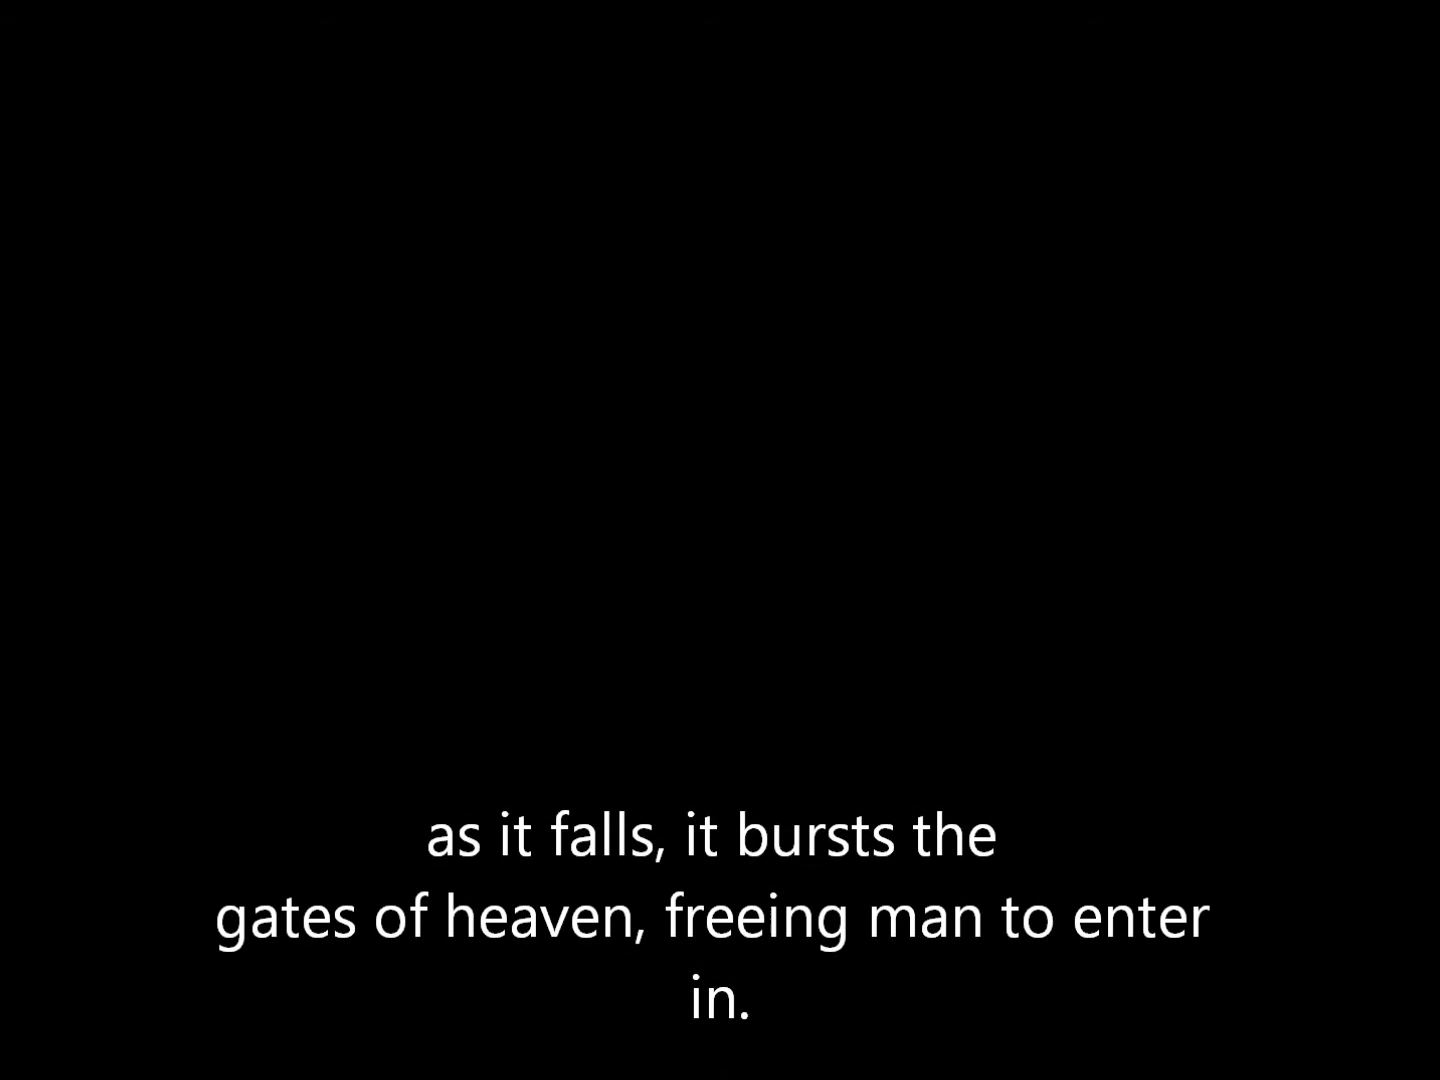 as it falls, it bursts the
gates of heaven, freeing man to enter
in.